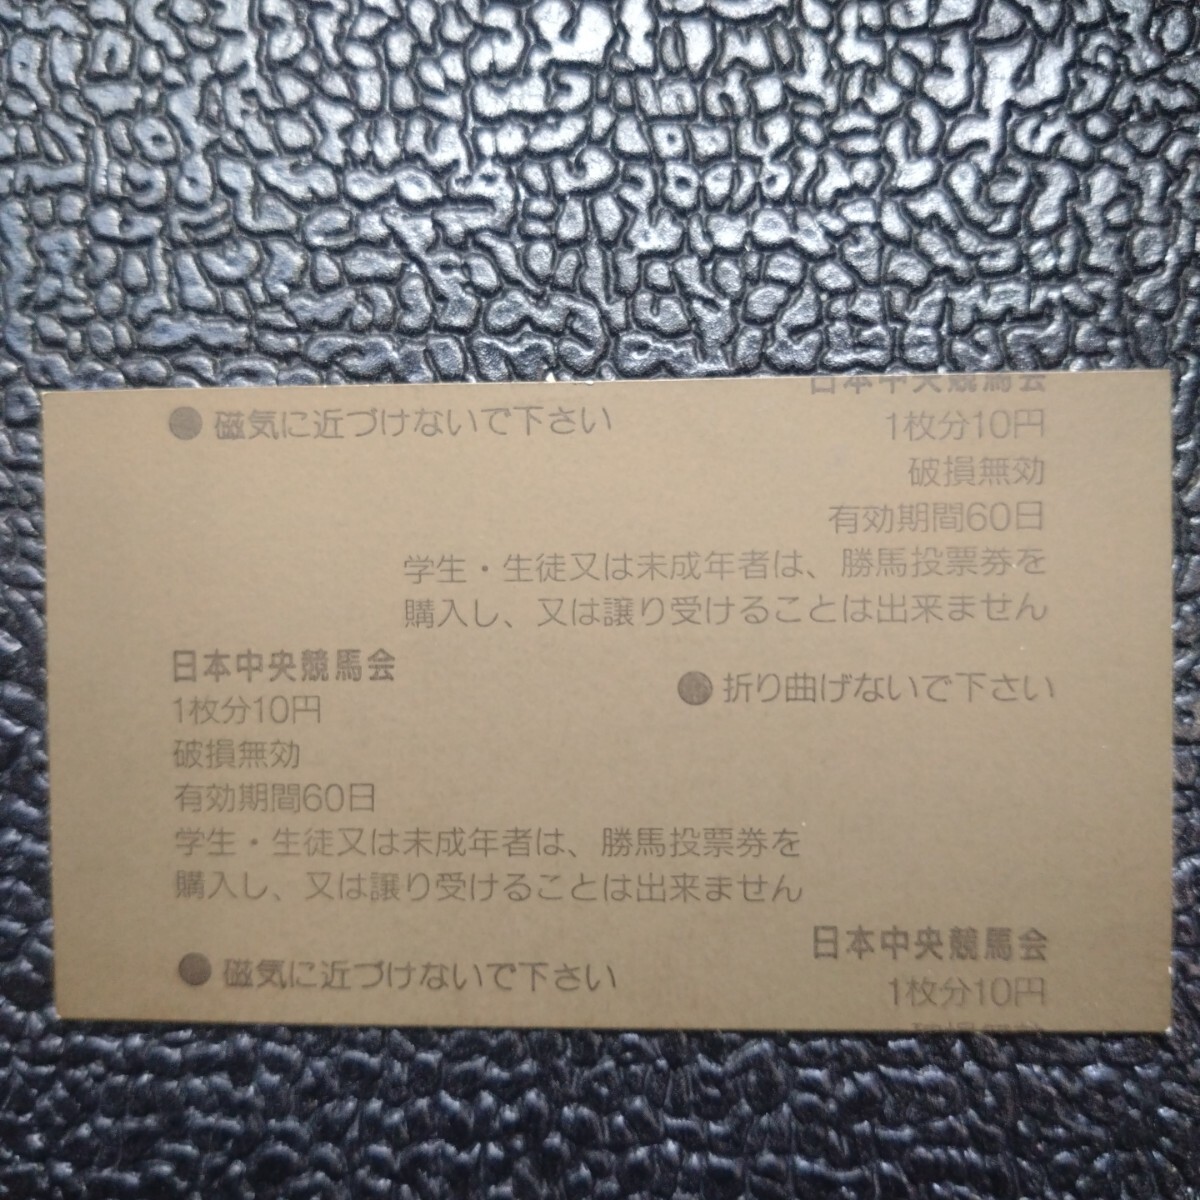 日本中央競馬会
●磁気に近づけないで下さい
1枚分10円
破損無効
有効期間60日
学生・生徒又は未成年者は、勝馬投票券を
購入し、又は譲り受けることは出来ません
日本中央競馬会
●折り曲げないで下さい
1枚分10円
破損無効
有効期間60日
学生・生徒又は未成年者は、勝馬投票券を
購入し、又は譲り受けることは出来ません
日本中央競馬会
●磁気に近づけないで下さい
1枚分10円
破損無効